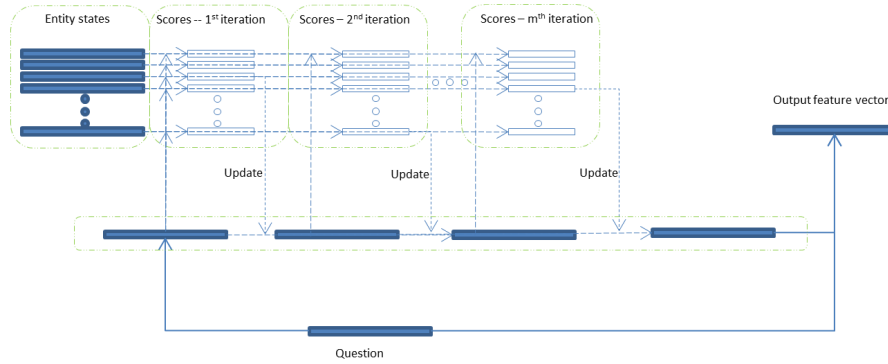 Entity states
Scores -- 1st iteration
Scores – 2nd iteration
Scores – mth iteration
Output feature vector
Update
Update
Update
Question